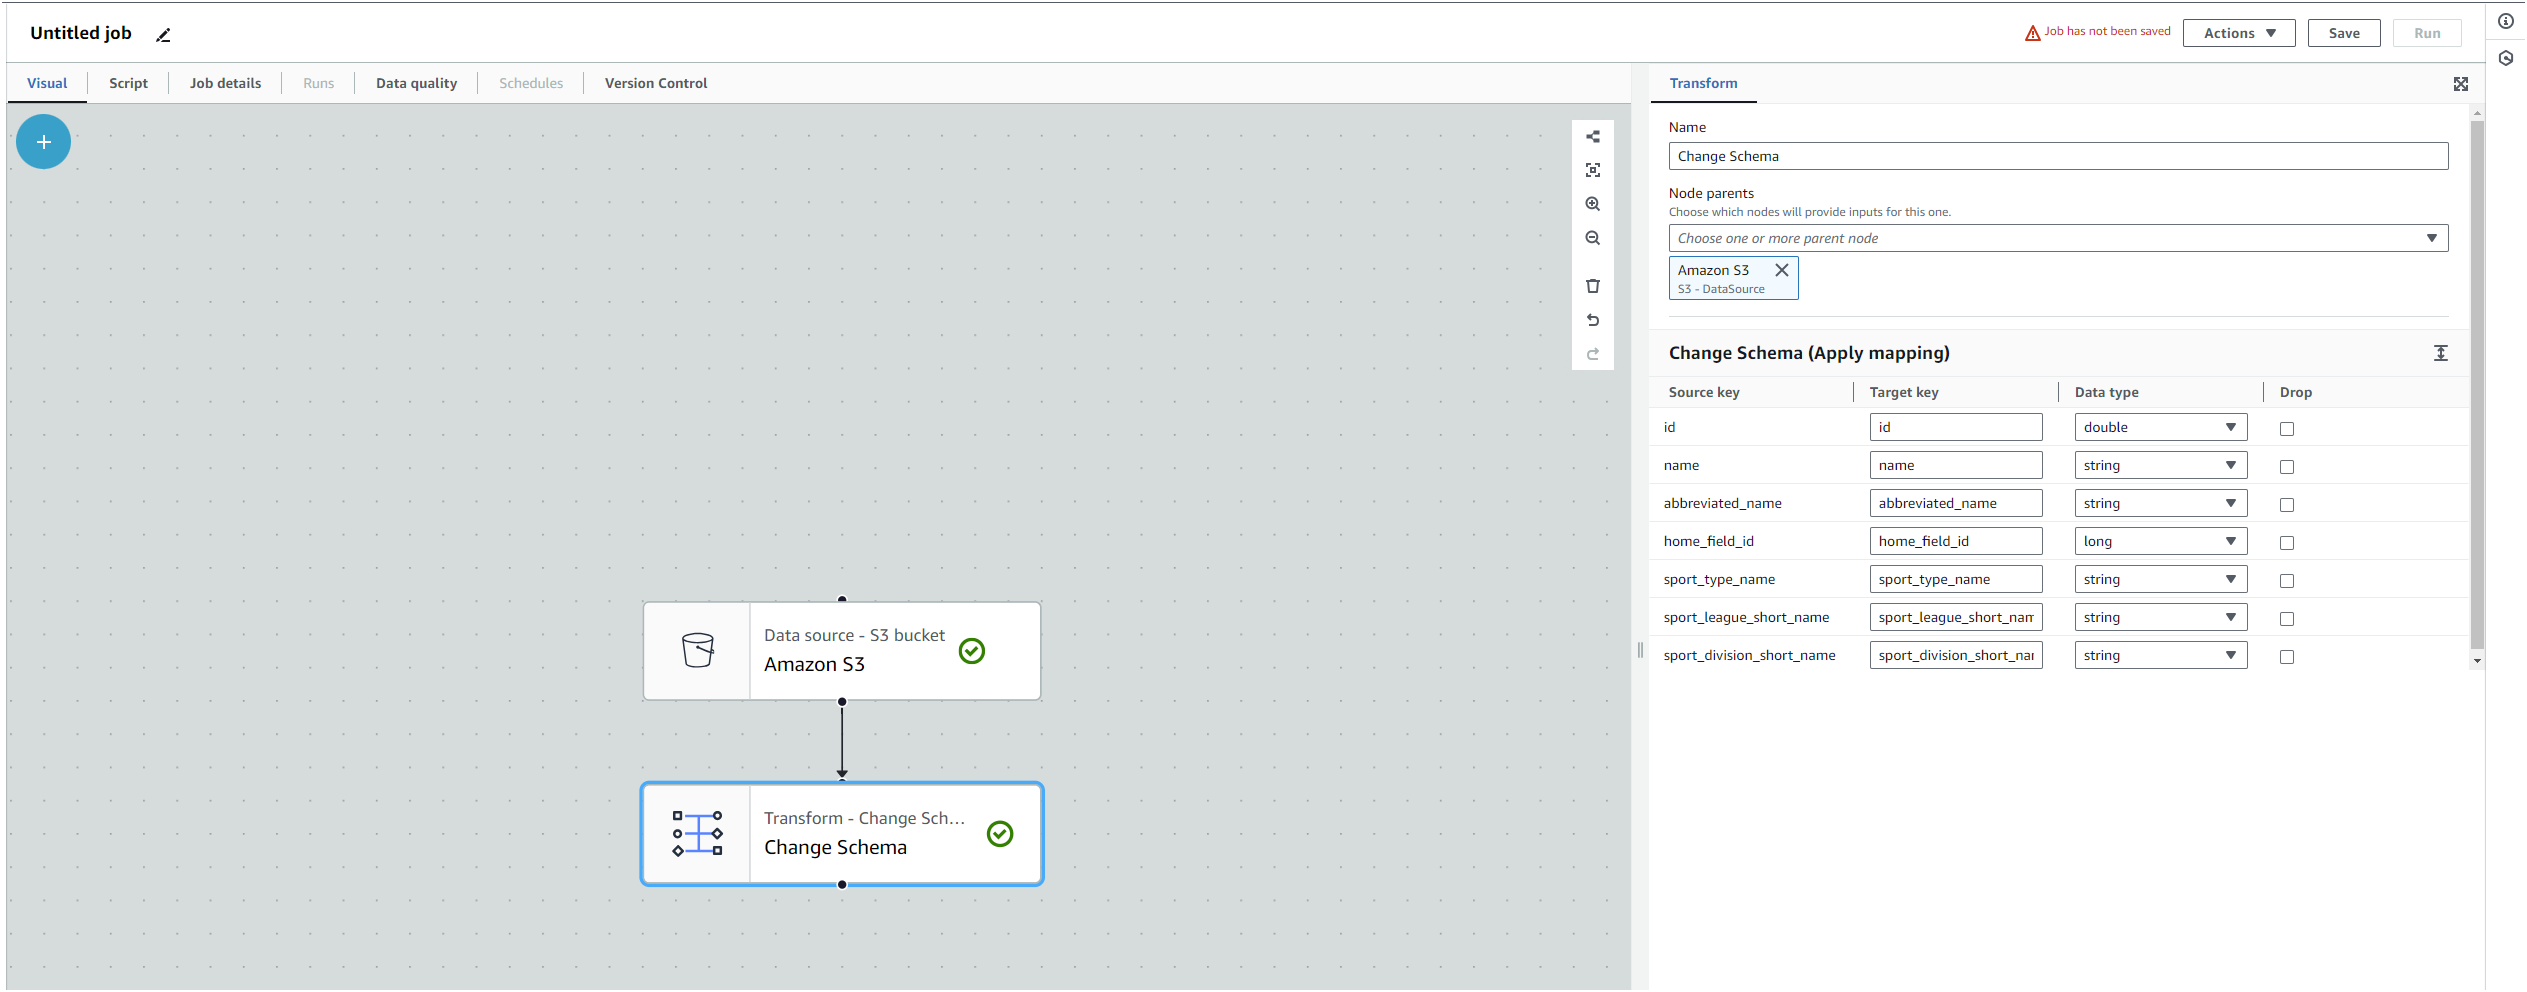 Untitled job
Job has not been saved
Actions
Save
Run
Visual
Script
Job details
Runs
Data quality
Schedules
Version Control
Data source - S3 bucket
Amazon S3
Transform - Change Sch...
Change Schema
Transform
Name
Change Schema
Node parents
Choose which nodes will provide inputs for this one.
Choose one or more parent node
Amazon S3
S3 - DataSource
Change Schema (Apply mapping)
Source key Target key Data type Drop
id id double
name name string
abbreviated_name abbreviated_name string
home_field_id home_field_id long
sport_type_name sport_type_name string
sport_league_short_name sport_league_short_nam string
sport_division_short_name sport_division_short_nai string